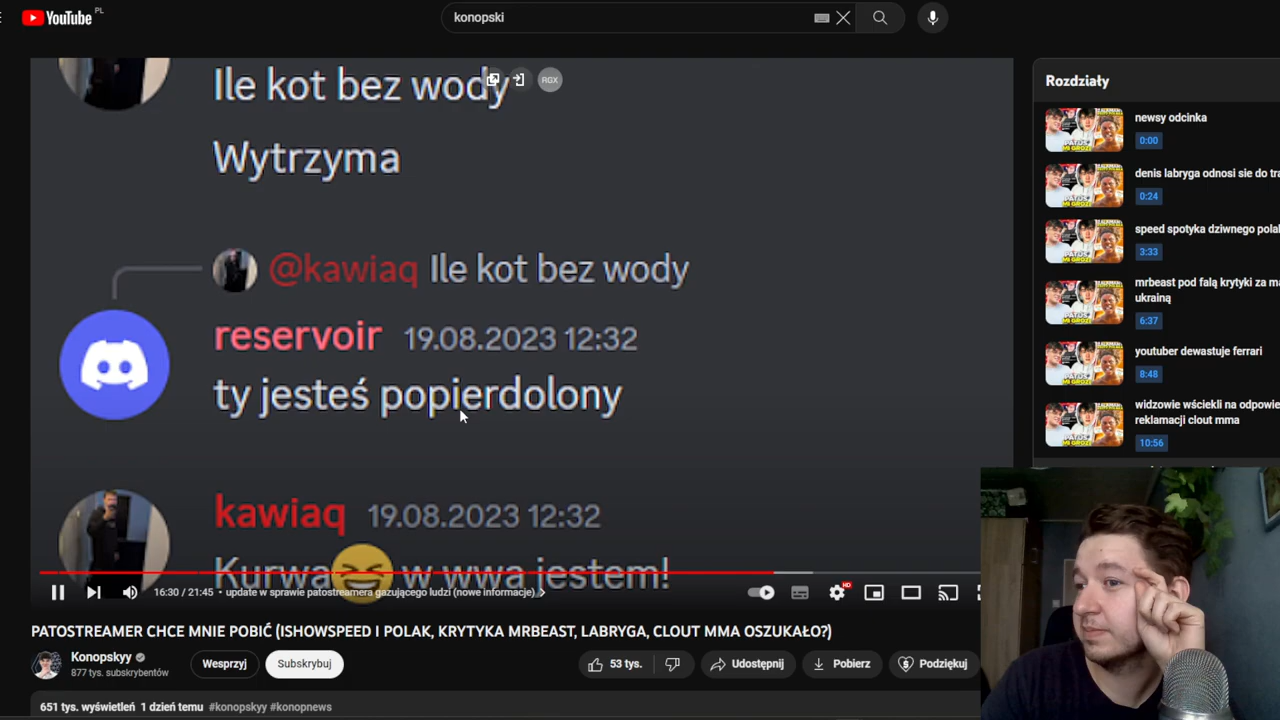 YouTube PL
konopski
Ile kot bez wody
RGX
Wytrzyma
@kawiaq Ile kot bez wody
reservoir 19.08.2023 12:32
ty jesteś popierdolony
kawiaq 19.08.2023 12:32
Kurwa w wwa jestem!
16:30 / 21:45 • update w sprawie patostreamera gazującego ludzi (nowe informacje)
HD
PATOSTREAMER CHCE MNIE POBIĆ (ISHOWSPEED I POLAK, KRYTYKA MRBEAST, LABRYGA, CLOUT MMA OSZUKAŁO?)
Konopskyy
877 tys. subskrybentów
Wesprzyj
Subskrybuj
53 tys.
Udostępnij
Pobierz
Podziękuj
651 tys. wyświetleń 1 dzień temu #konopskyy #konopnews
Rozdziały
newsy odcinka
0:00
denis labryga odnosi sie do tra
0:24
speed spotyka dziwnego pola
3:33
mrbeast pod falą krytyki za ma
ukrainą
6:37
youtuber dewastuje ferrari
8:48
widzowie wściekli na odpowie
reklamacji clout mma
10:56